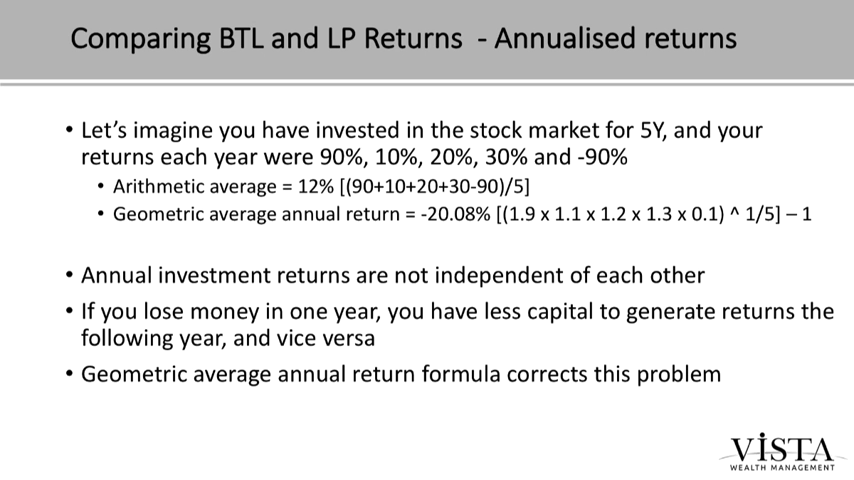 Comparing BTL and LP Returns - Annualised returns
• Let's imagine you have invested in the stock market for 5Y, and your
returns each year were 90%, 10%, 20%, 30% and -90%
• Arithmetic average = 12% [(90+10+20+30-90)/5]
• Geometric average annual return = -20.08% [(1.9 x 1.1 x 1.2 x 1.3 x 0.1) ^ 1/5] – 1
• Annual investment returns are not independent of each other
• If you lose money in one year, you have less capital to generate returns the
following year, and vice versa
• Geometric average annual return formula corrects this problem
VISTA
WEALTH MANAGEMENT